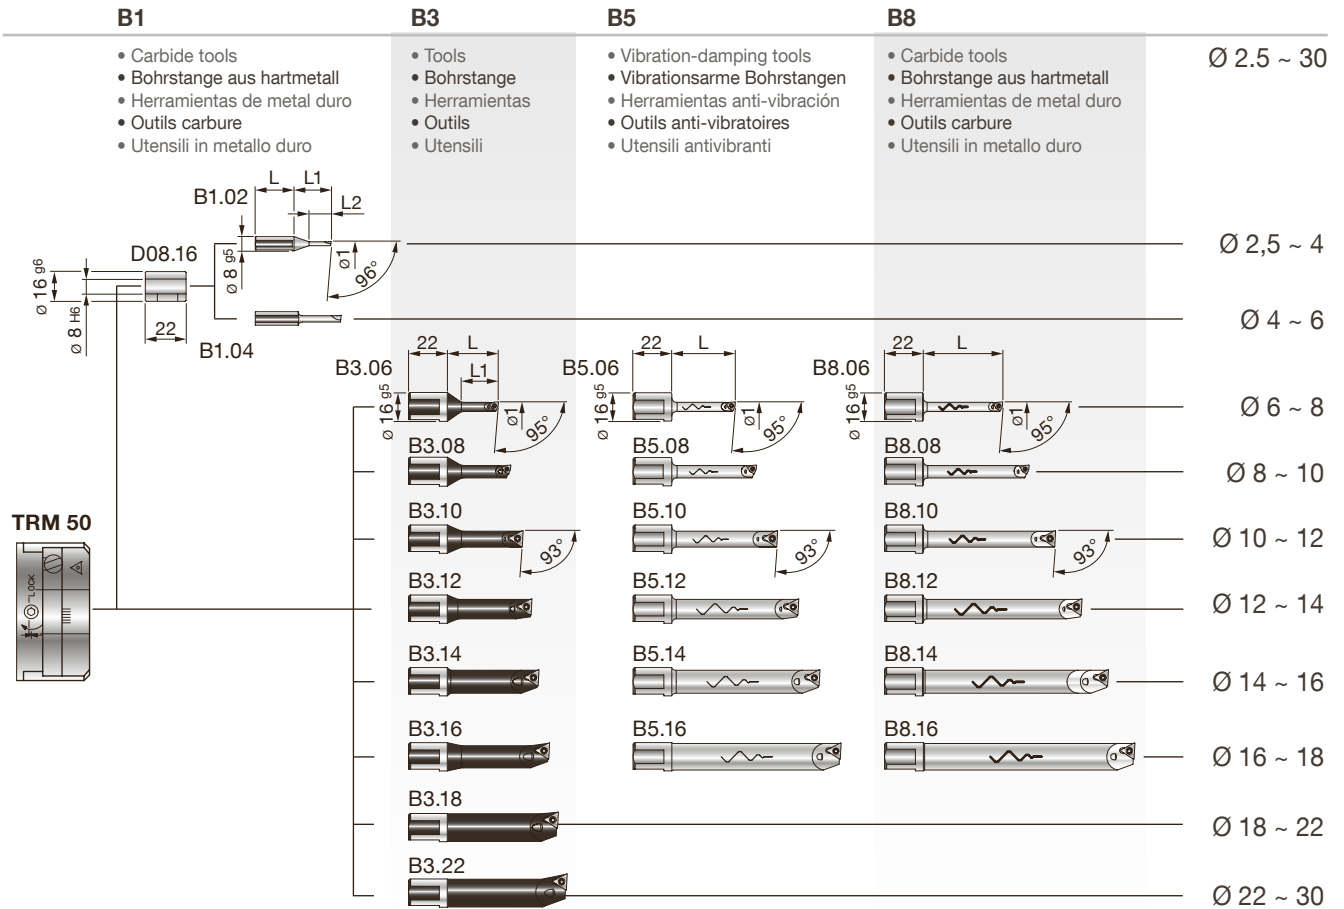 B1 B3 B5 B8
• Carbide tools
• Bohrstange aus hartmetall
• Herramientas de metal duro
• Outils carbure
• Utensili in metallo duro
• Tools
• Bohrstange
• Herramientas
• Outils
• Utensili
• Vibration-damping tools
• Vibrationsarme Bohrstangen
• Herramientas anti-vibración
• Outils anti-vibratoires
• Utensili antivibranti
• Carbide tools
• Bohrstange aus hartmetall
• Herramientas de metal duro
• Outils carbure
• Utensili in metallo duro
Ø 2.5 ~ 30
L L1
B1.02 L2
D08.16 Ø 8 g5 Ø1 96° Ø 2,5 ~ 4
Ø 16 g6
Ø 8 H6
22
B1.04 Ø 4 ~ 6
22 L 22 L 22 L
B3.06 L1 B5.06 B8.06
Ø 16 g5 Ø1 95° Ø 16 g5 Ø1 95° Ø 16 g5 Ø1 95° Ø 6 ~ 8
B3.08 B5.08 B8.08 Ø 8 ~ 10
B3.10 93° B5.10 93° B8.10 93° Ø 10 ~ 12
TRM 50
LOCK
B3.12 B5.12 B8.12 Ø 12 ~ 14
B3.14 B5.14 B8.14 Ø 14 ~ 16
B3.16 B5.16 B8.16 Ø 16 ~ 18
B3.18 Ø 18 ~ 22
B3.22 Ø 22 ~ 30